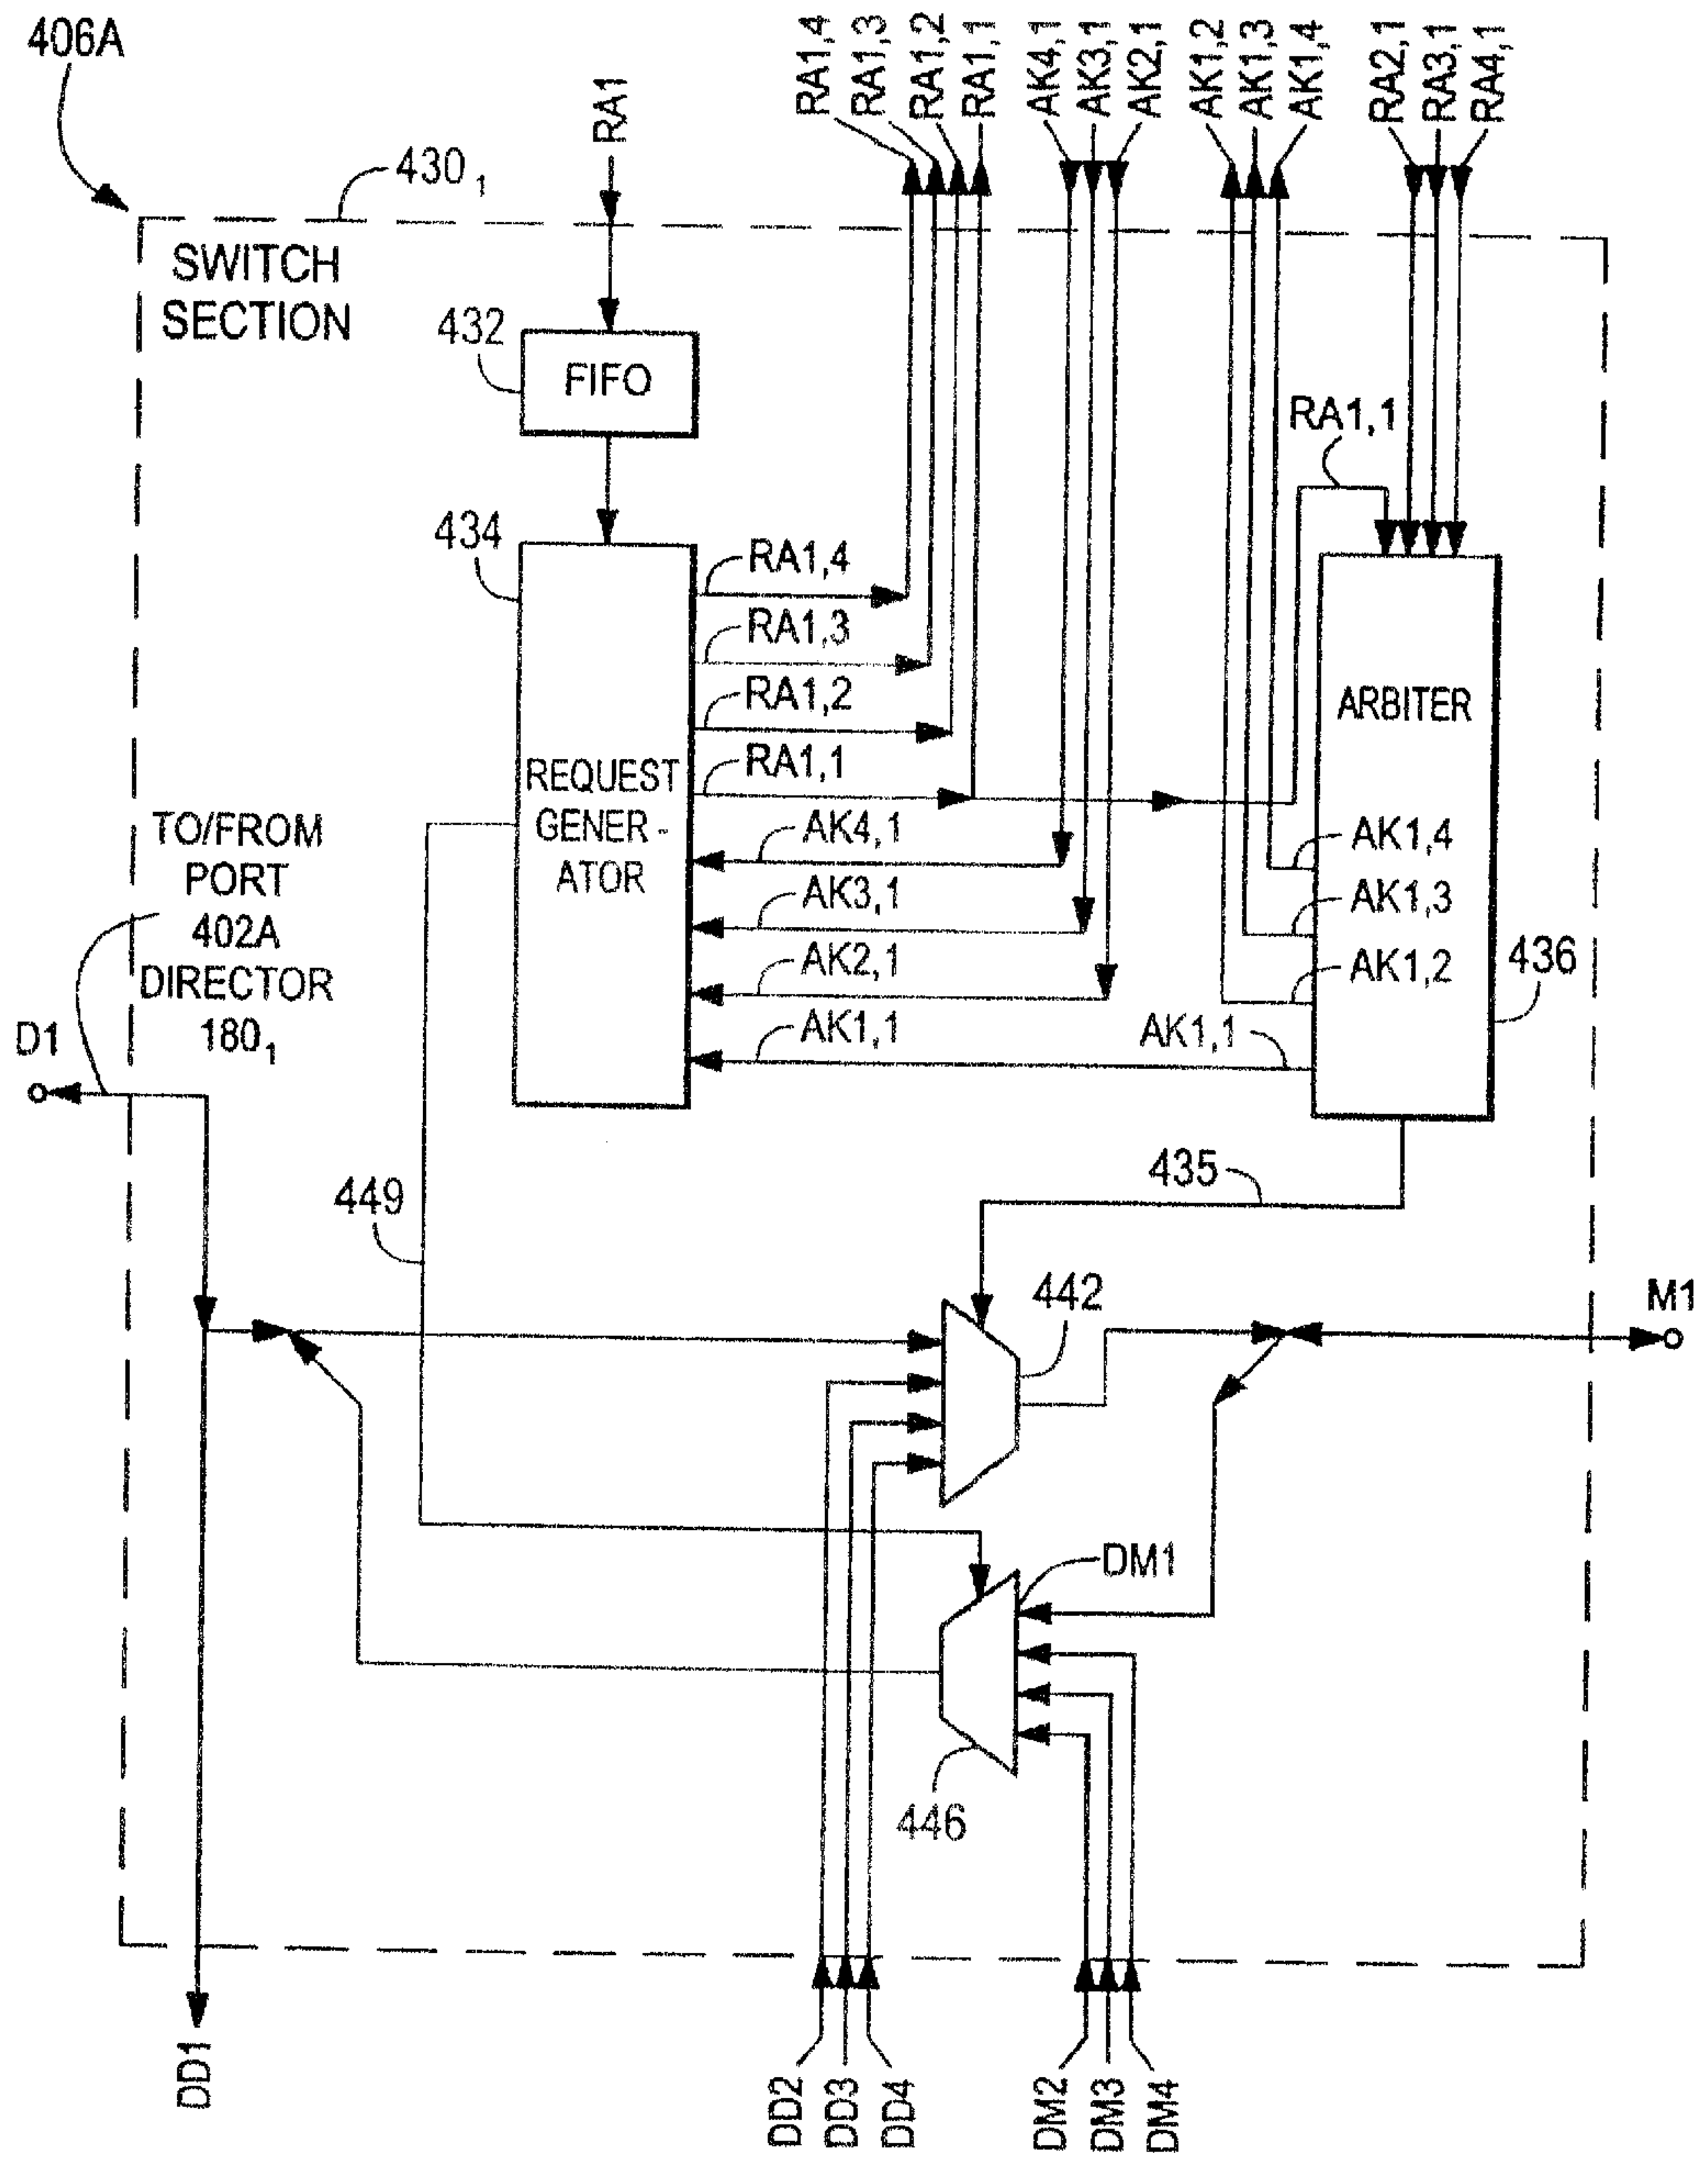 406A
RA1
RA1,4
RA1,3
RA1,2
RA1,1
AK4,1
AK3,1
AK2,1
AK1,2
AK1,3
AK1,4
RA2,1
RA3,1
RA4,1
430₁
SWITCH
SECTION
432
FIFO
RA1,1
434
RA1,4
RA1,3
RA1,2
RA1,1
REQUEST
GENER-
ATOR
AK4,1
AK3,1
AK2,1
AK1,1
AK1,1
ARBITER
AK1,4
AK1,3
AK1,2
436
TO/FROM
PORT
402A
DIRECTOR
180₁
D1
435
449
442
M1
DM1
446
DD1
DD2
DD3
DD4
DM2
DM3
DM4